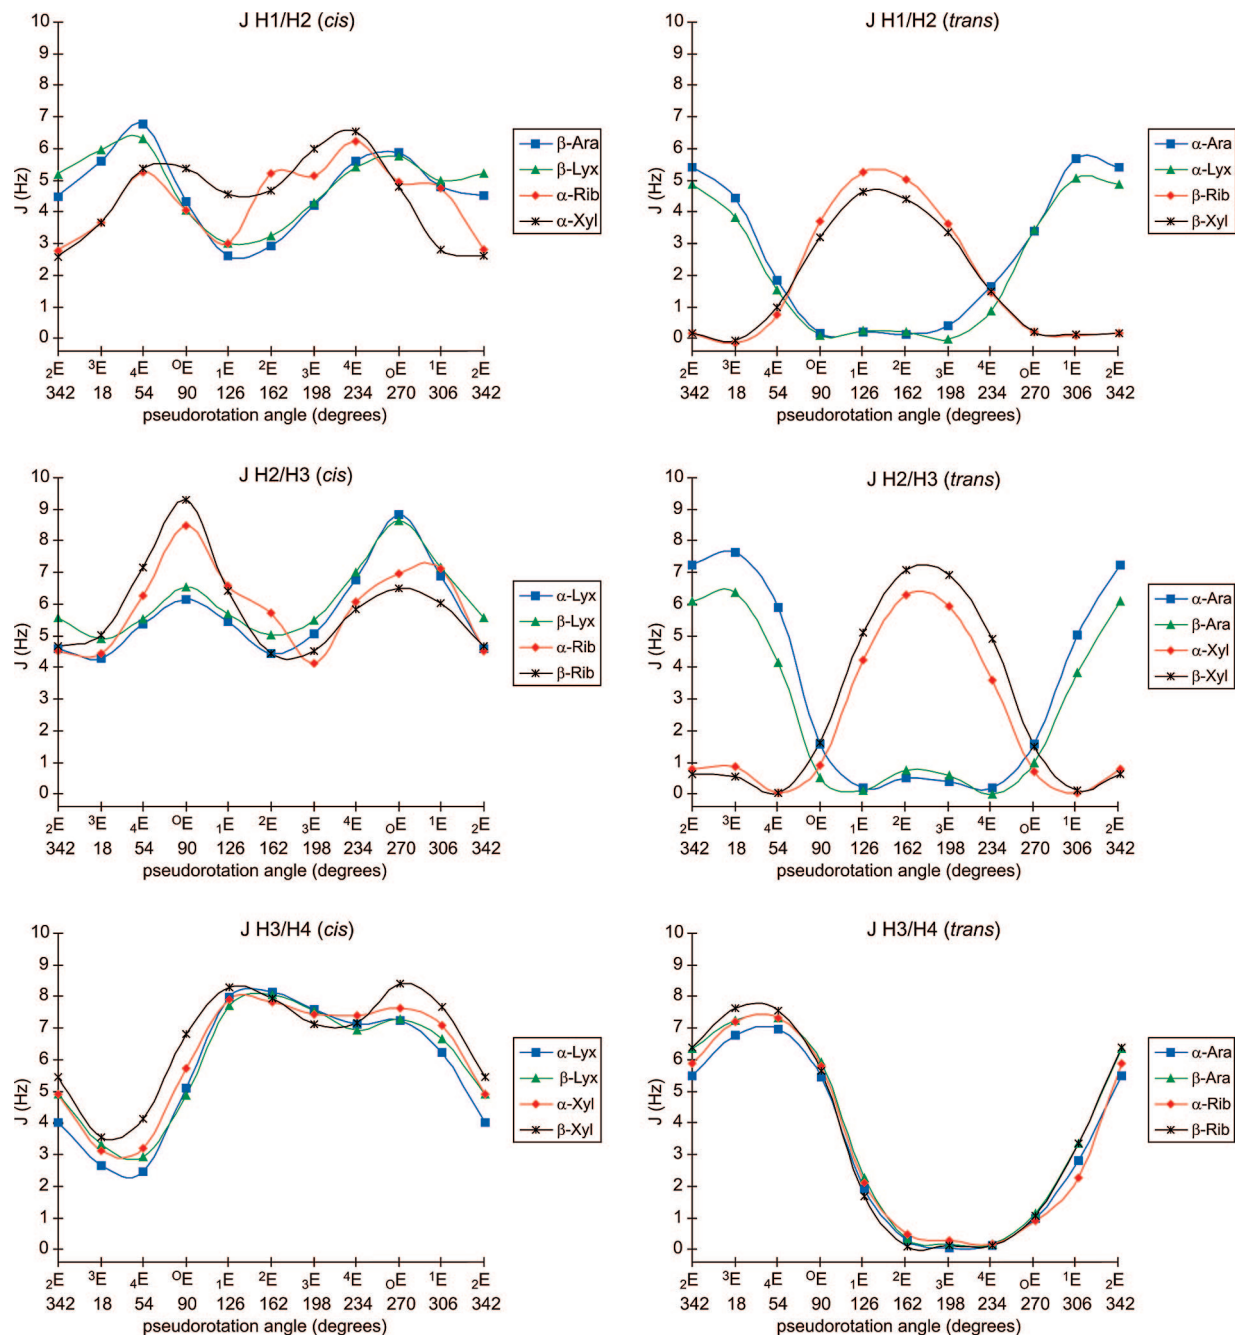 J H1/H2 (cis)
10
9
8
7
6
5
4
3
2
1
0
J (Hz)
₂E ³E ₄E ᴼE ₁E ²E ₃E ⁴E ₒE ¹E ₂E
342 18 54 90 126 162 198 234 270 306 342
pseudorotation angle (degrees)
β-Ara
β-Lyx
α-Rib
α-Xyl
J H1/H2 (trans)
10
9
8
7
6
5
4
3
2
1
0
J (Hz)
₂E ³E ₄E ᴼE ₁E ²E ₃E ⁴E ₒE ¹E ₂E
342 18 54 90 126 162 198 234 270 306 342
pseudorotation angle (degrees)
α-Ara
α-Lyx
β-Rib
β-Xyl
J H2/H3 (cis)
10
9
8
7
6
5
4
3
2
1
0
J (Hz)
₂E ³E ₄E ᴼE ₁E ²E ₃E ⁴E ₒE ¹E ₂E
342 18 54 90 126 162 198 234 270 306 342
pseudorotation angle (degrees)
α-Lyx
β-Lyx
α-Rib
β-Rib
J H2/H3 (trans)
10
9
8
7
6
5
4
3
2
1
0
J (Hz)
₂E ³E ₄E ᴼE ₁E ²E ₃E ⁴E ₒE ¹E ₂E
342 18 54 90 126 162 198 234 270 306 342
pseudorotation angle (degrees)
α-Ara
β-Ara
α-Xyl
β-Xyl
J H3/H4 (cis)
10
9
8
7
6
5
4
3
2
1
0
J (Hz)
₂E ³E ₄E ᴼE ₁E ²E ₃E ⁴E ₒE ¹E ₂E
342 18 54 90 126 162 198 234 270 306 342
pseudorotation angle (degrees)
α-Lyx
β-Lyx
α-Xyl
β-Xyl
J H3/H4 (trans)
10
9
8
7
6
5
4
3
2
1
0
J (Hz)
₂E ³E ₄E ᴼE ₁E ²E ₃E ⁴E ₒE ¹E ₂E
342 18 54 90 126 162 198 234 270 306 342
pseudorotation angle (degrees)
α-Ara
β-Ara
α-Rib
β-Rib